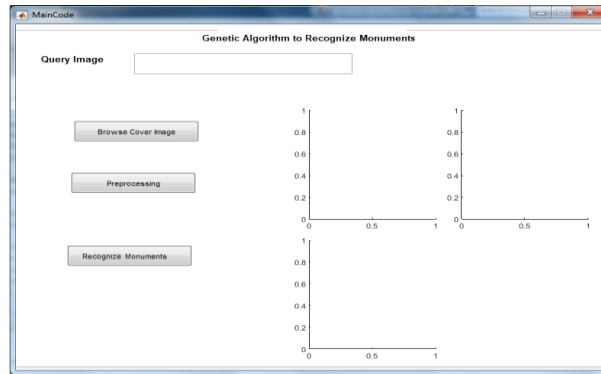 MainCode
Genetic Algorithm to Recognize Monuments
Query Image
Browse Cover Image
Preprocessing
Recognize Monuments
1
0.8
0.6
0.4
0.2
0
0 0.5 1
1
0.8
0.6
0.4
0.2
0
0 0.5 1
1
0.8
0.6
0.4
0.2
0
0 0.5 1